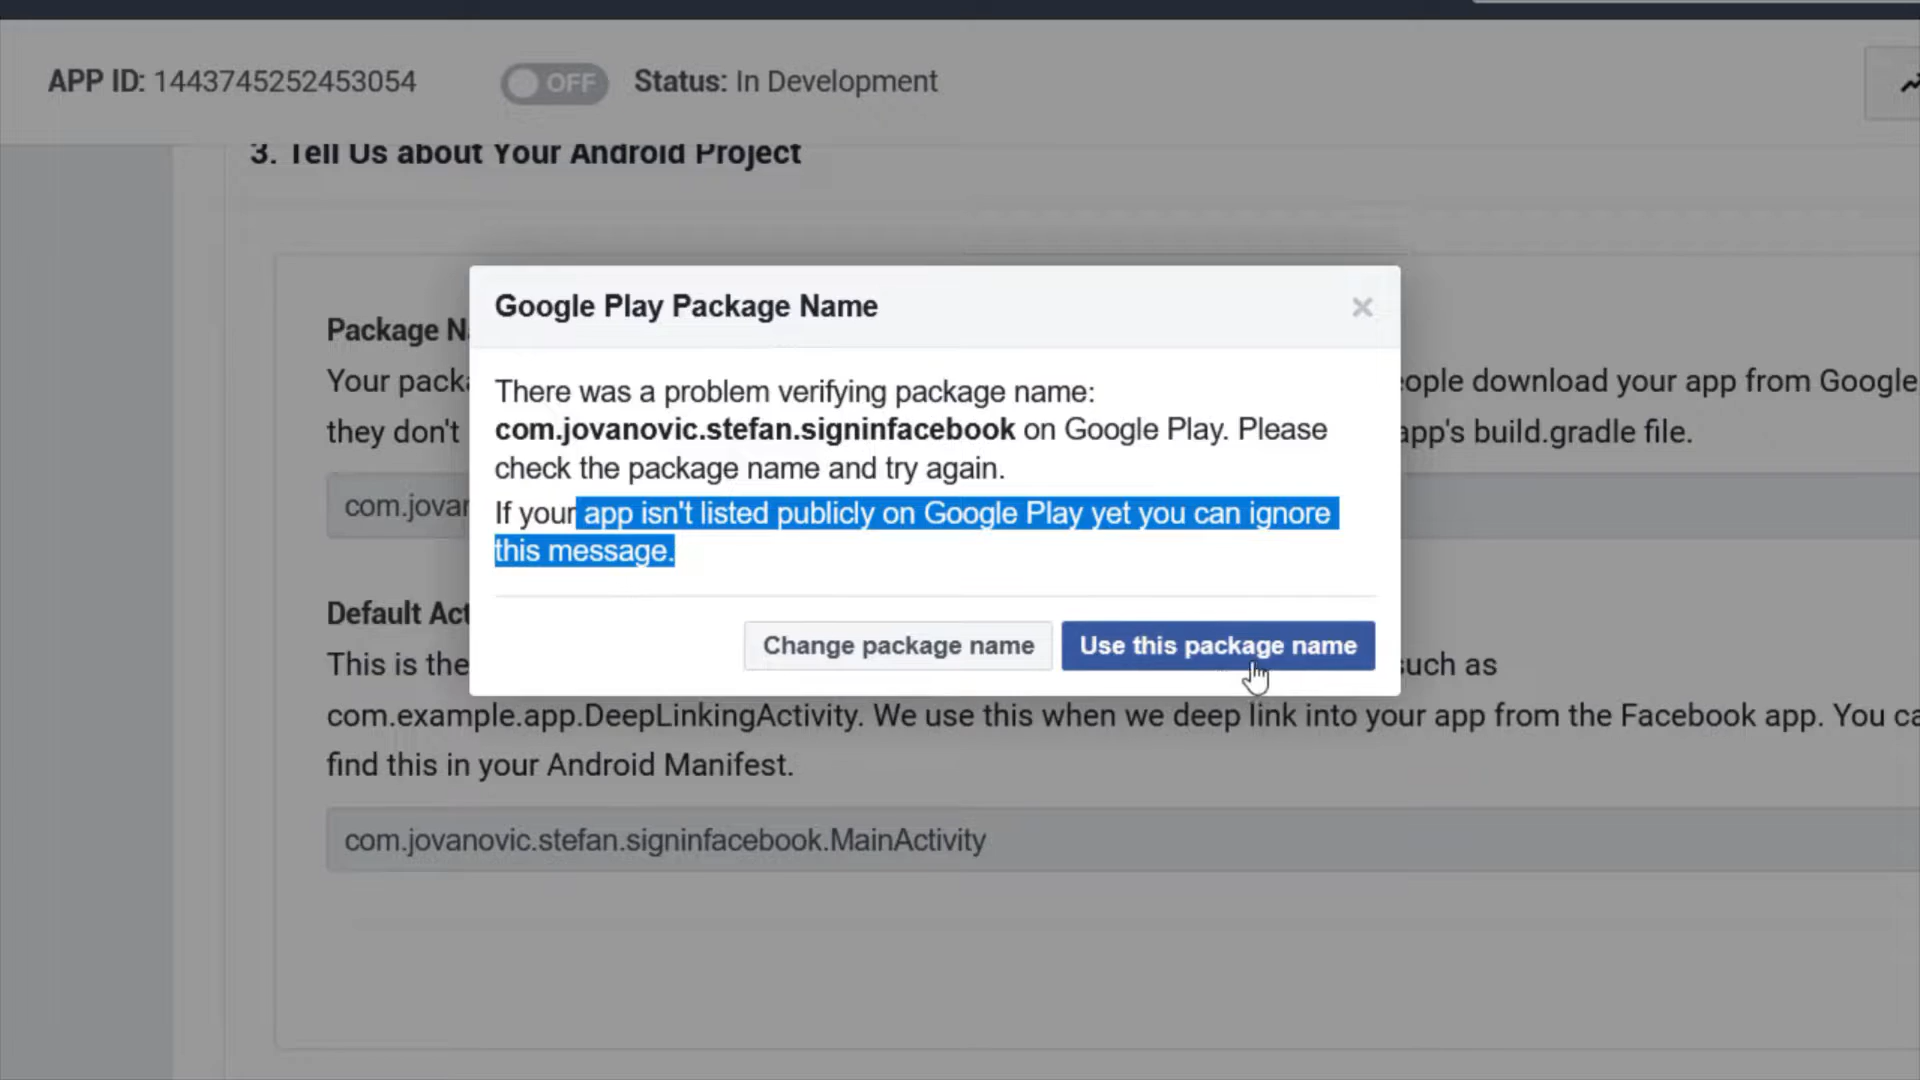 APP ID: 1443745252453054 OFF Status: In Development
3. Tell Us about Your Android Project
Google Play Package Name
Package N
There was a problem verifying package name:
Your pack ople download your app from Google
com.jovanovic.stefan.signinfacebook on Google Play. Please
they don't app's build.gradle file.
check the package name and try again.
com.jovar
If your app isn't listed publicly on Google Play yet you can ignore
this message.
Default Act
Change package name Use this package name
This is the such as
com.example.app.DeepLinkingActivity. We use this when we deep link into your app from the Facebook app. You ca
find this in your Android Manifest.
com.jovanovic.stefan.signinfacebook.MainActivity